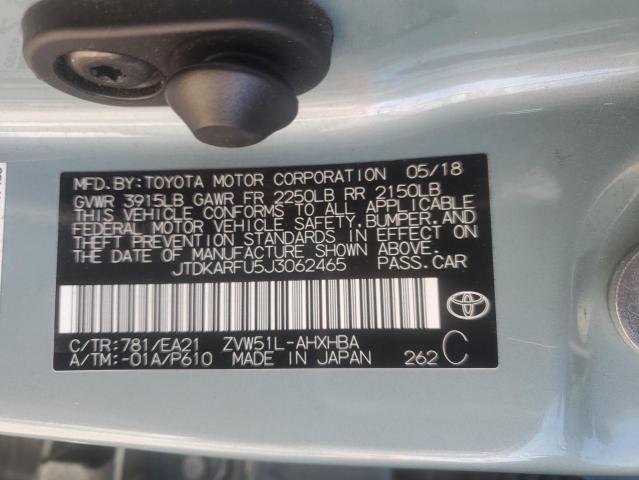 MFD.BY:TOYOTA MOTOR CORPORATION 05/18
GVWR 3915LB GAWR FR 2250LB RR 2150LB
THIS VEHICLE CONFORMS TO ALL APPLICABLE
FEDERAL MOTOR VEHICLE SAFETY,BUMPER,AND
THEFT PREVENTION STANDARDS IN EFFECT ON
THE DATE OF MANUFACTURE SHOWN ABOVE.
JTDKARFU5J3062465 PASS.CAR
C/TR:781/EA21 ZVW51L-AHXHBA
A/TM:-01A/P610 MADE IN JAPAN 262 C